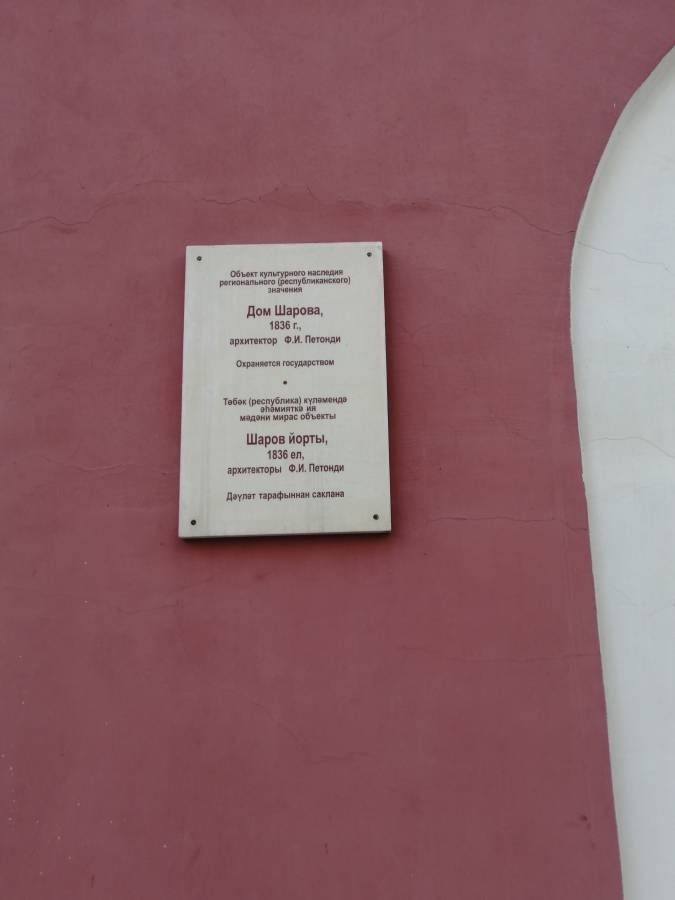 Объект культурного наследия
регионального (республиканского)
значения
Дом Шарова,
1836 г.,
архитектор Ф.И. Петонди
Охраняется государством
•
Төбәк (республика) күләмендә
әһәмияткә ия
мәдәни мирас объекты
Шаров йорты,
1836 ел,
архитекторы Ф.И. Петонди
Дәүләт тарафыннан саклана